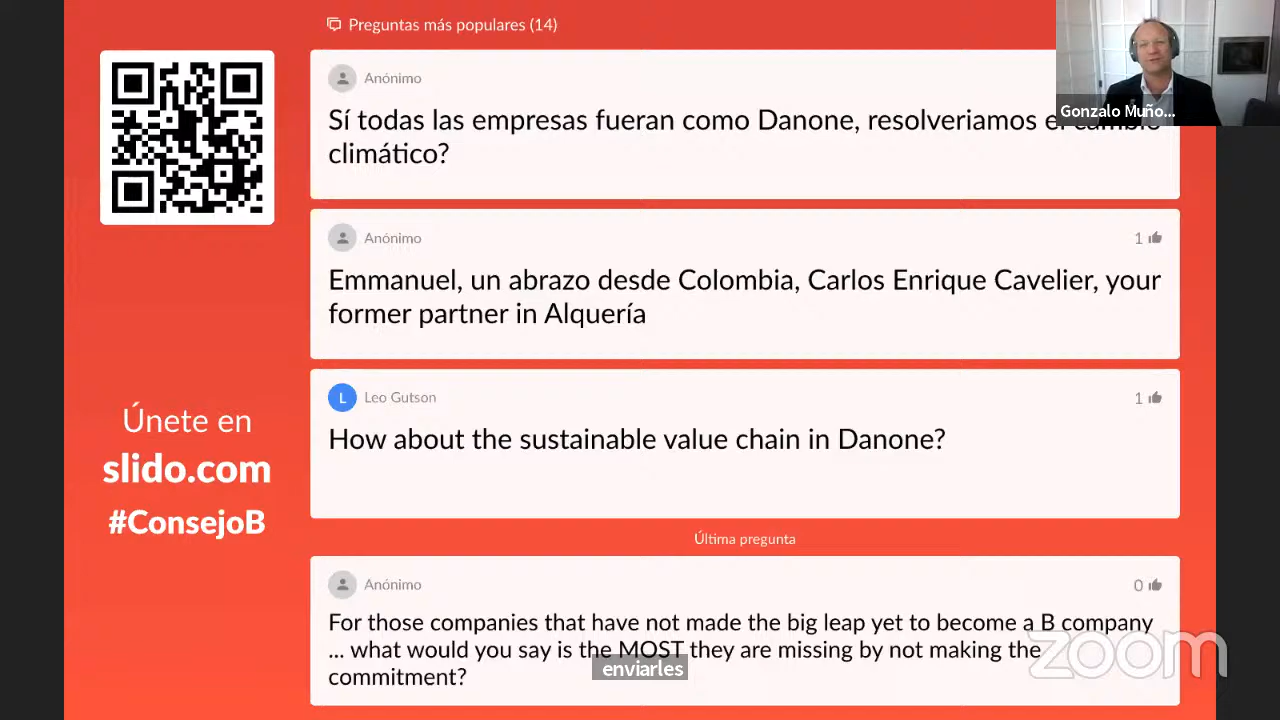 Preguntas más populares (14)
Anónimo
Sí todas las empresas fueran como Danone, resolveriamos el cambio
climático?
Gonzalo Muño...
Anónimo
1
Emmanuel, un abrazo desde Colombia, Carlos Enrique Cavelier, your
former partner in Alquería
L
Leo Gutson
1
How about the sustainable value chain in Danone?
Únete en
slido.com
#ConsejoB
Última pregunta
Anónimo
0
For those companies that have not made the big leap yet to become a B company
... what would you say is the MOST they are missing by not making the
commitment?
enviarles
zoom